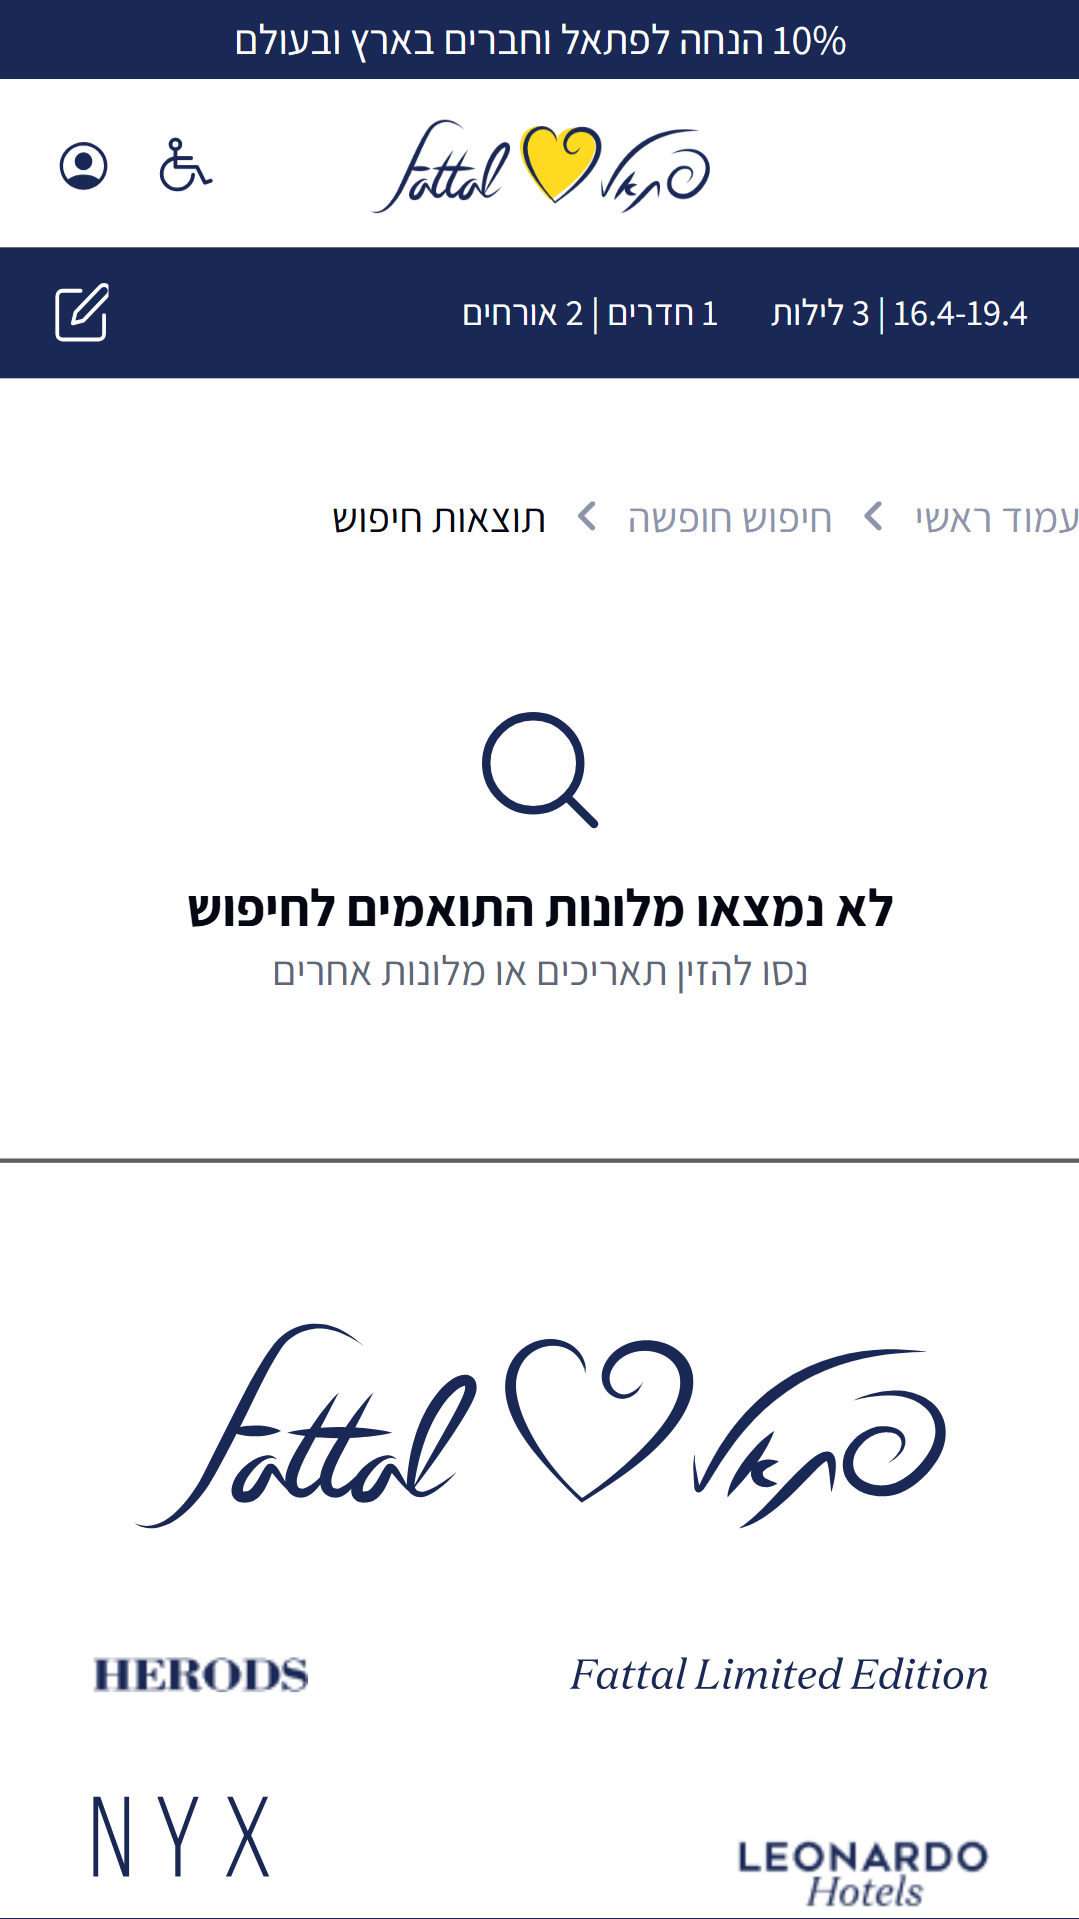 10% הנחה לפתאל וחברים בארץ ובעולם
Fattal פתאל
16.4-19.4 | 3 לילות 1 חדרים | 2 אורחים
עמוד ראשי חיפוש חופשה תוצאות חיפוש
לא נמצאו מלונות התואמים לחיפוש
נסו להזין תאריכים או מלונות אחרים
Fattal פתאל
HERODS Fattal Limited Edition
NYX
LEONARDO
Hotels